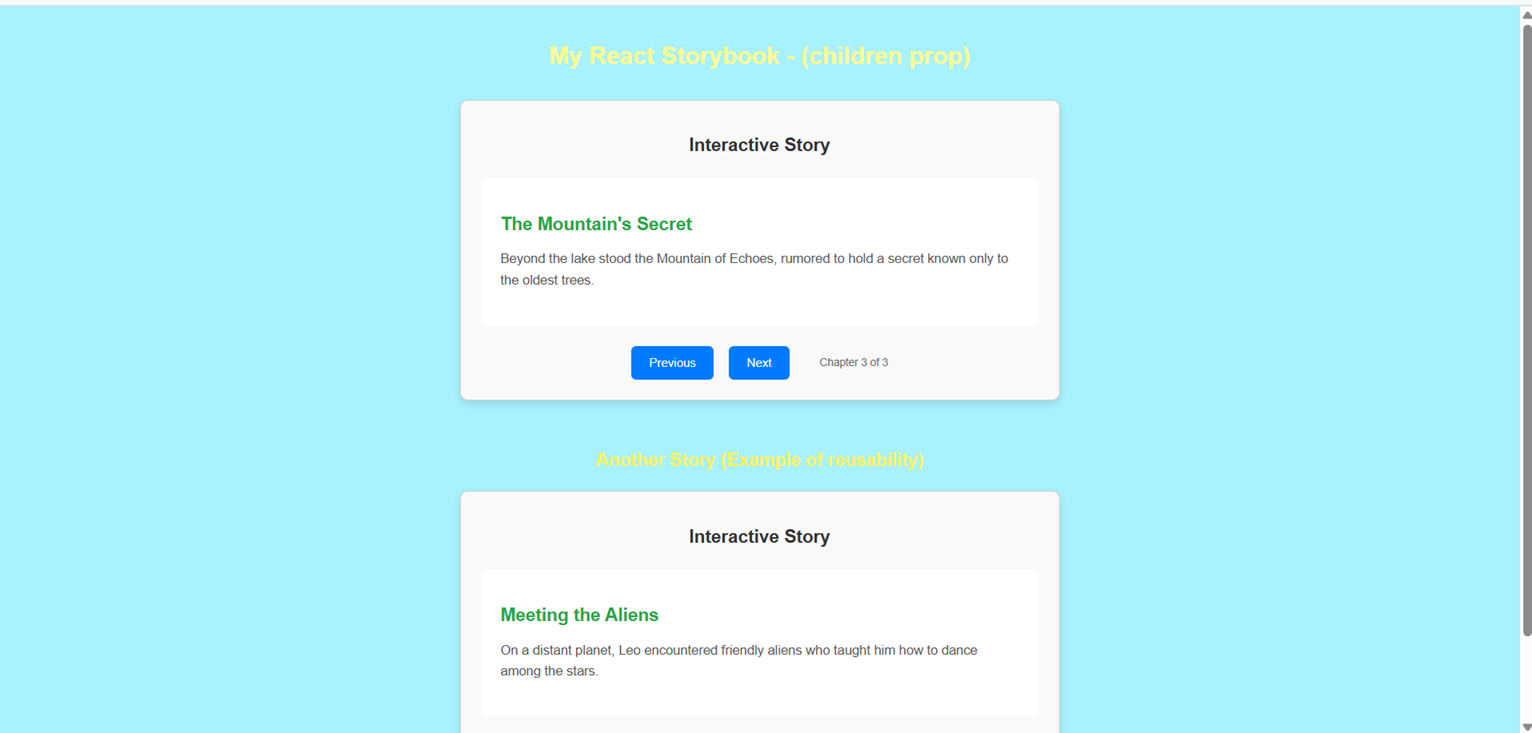 My React Storybook - (children prop)
Interactive Story
The Mountain's Secret
Beyond the lake stood the Mountain of Echoes, rumored to hold a secret known only to
the oldest trees.
Previous Next Chapter 3 of 3
Another Story (Example of reusability)
Interactive Story
Meeting the Aliens
On a distant planet, Leo encountered friendly aliens who taught him how to dance
among the stars.